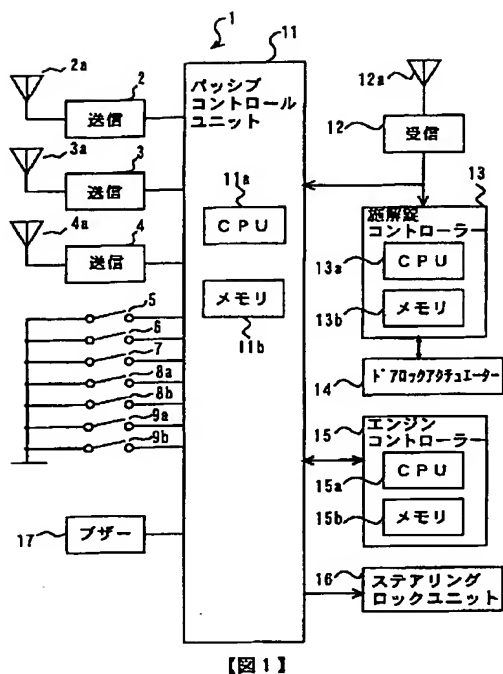 1
11
2a
2
送信
3a
3
送信
4a
4
送信
5
6
7
8a
8b
9a
9b
17
ブザー
パッシブ
コントロール
ユニット
11a
CPU
メモリ
11b
12a
12
受信
13
施解錠
コントローラー
13a
CPU
13b
メモリ
14
ドアロックアクチュエーター
15
エンジン
コントローラー
15a
CPU
15b
メモリ
16
ステアリング
ロックユニット
【図1】